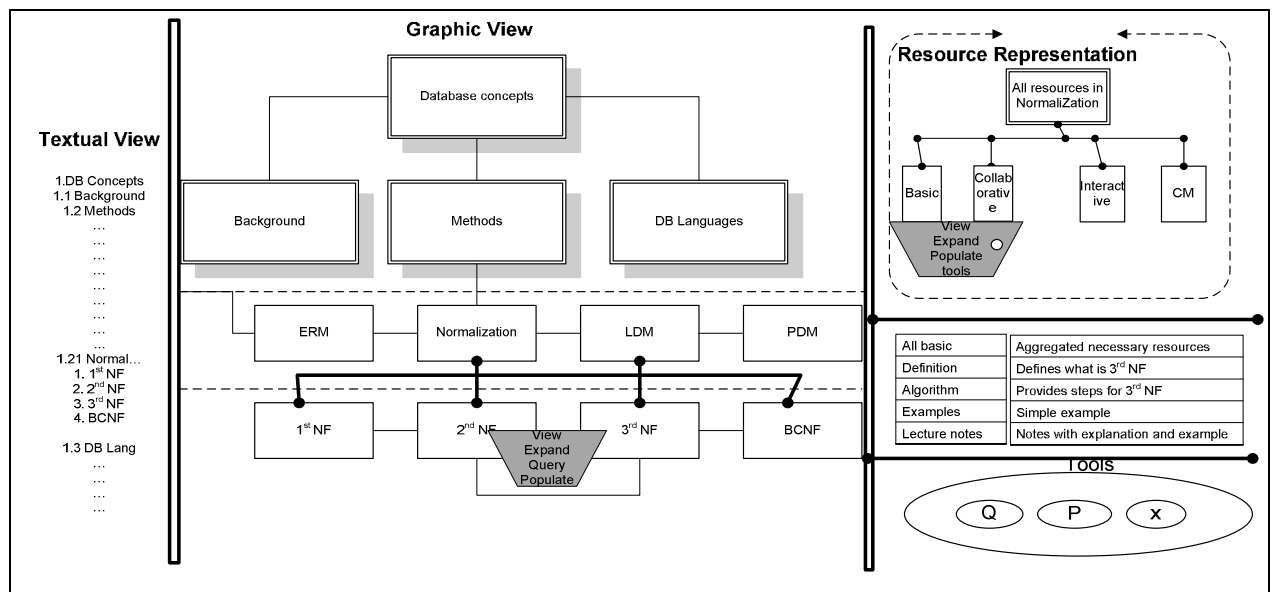 Textual View
1.DB Concepts
1.1 Background
1.2 Methods
...
...
...
...
...
...
...
...
...
1.21 Normal...
1. 1st NF
2. 2nd NF
3. 3rd NF
4. BCNF
1.3 DB Lang
...
...
...
...
Graphic View
Database concepts
Background
Methods
DB Languages
ERM
Normalization
LDM
PDM
1st NF
2nd NF
3rd NF
BCNF
View
Expand
Query
Populate
Resource Representation
All resources in
NormaliZation
Basic
Collab
orativ
e
Interact
ive
CM
View
Expand
Populate
tools
All basic
Aggregated necessary resources
Definition
Defines what is 3rd NF
Algorithm
Provides steps for 3rd NF
Examples
Simple example
Lecture notes
Notes with explanation and example
Tools
Q
P
x